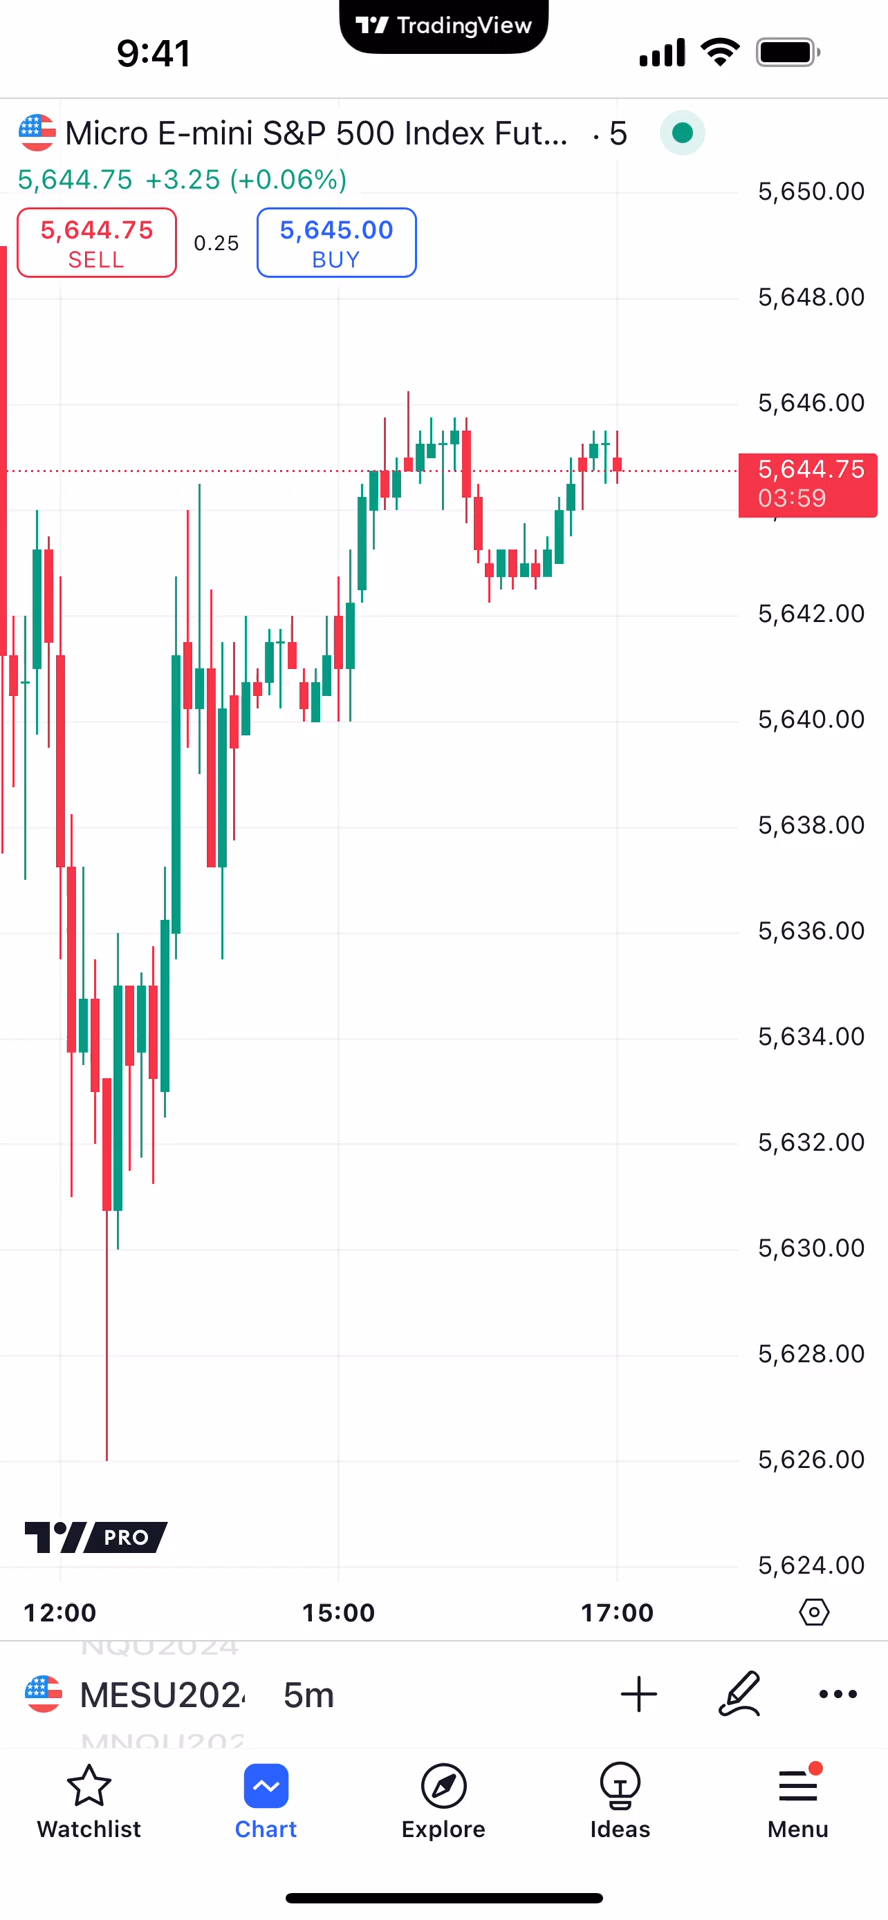 TradingView
9:41
Micro E-mini S&P 500 Index Fut... · 5
5,644.75 +3.25 (+0.06%)
5,644.75
SELL
0.25
5,645.00
BUY
5,650.00
5,648.00
5,646.00
5,644.75
03:59
5,642.00
5,640.00
5,638.00
5,636.00
5,634.00
5,632.00
5,630.00
5,628.00
5,626.00
5,624.00
PRO
12:00 15:00 17:00
NQU2024
MESU202 5m
MNQU202
Watchlist Chart Explore Ideas Menu